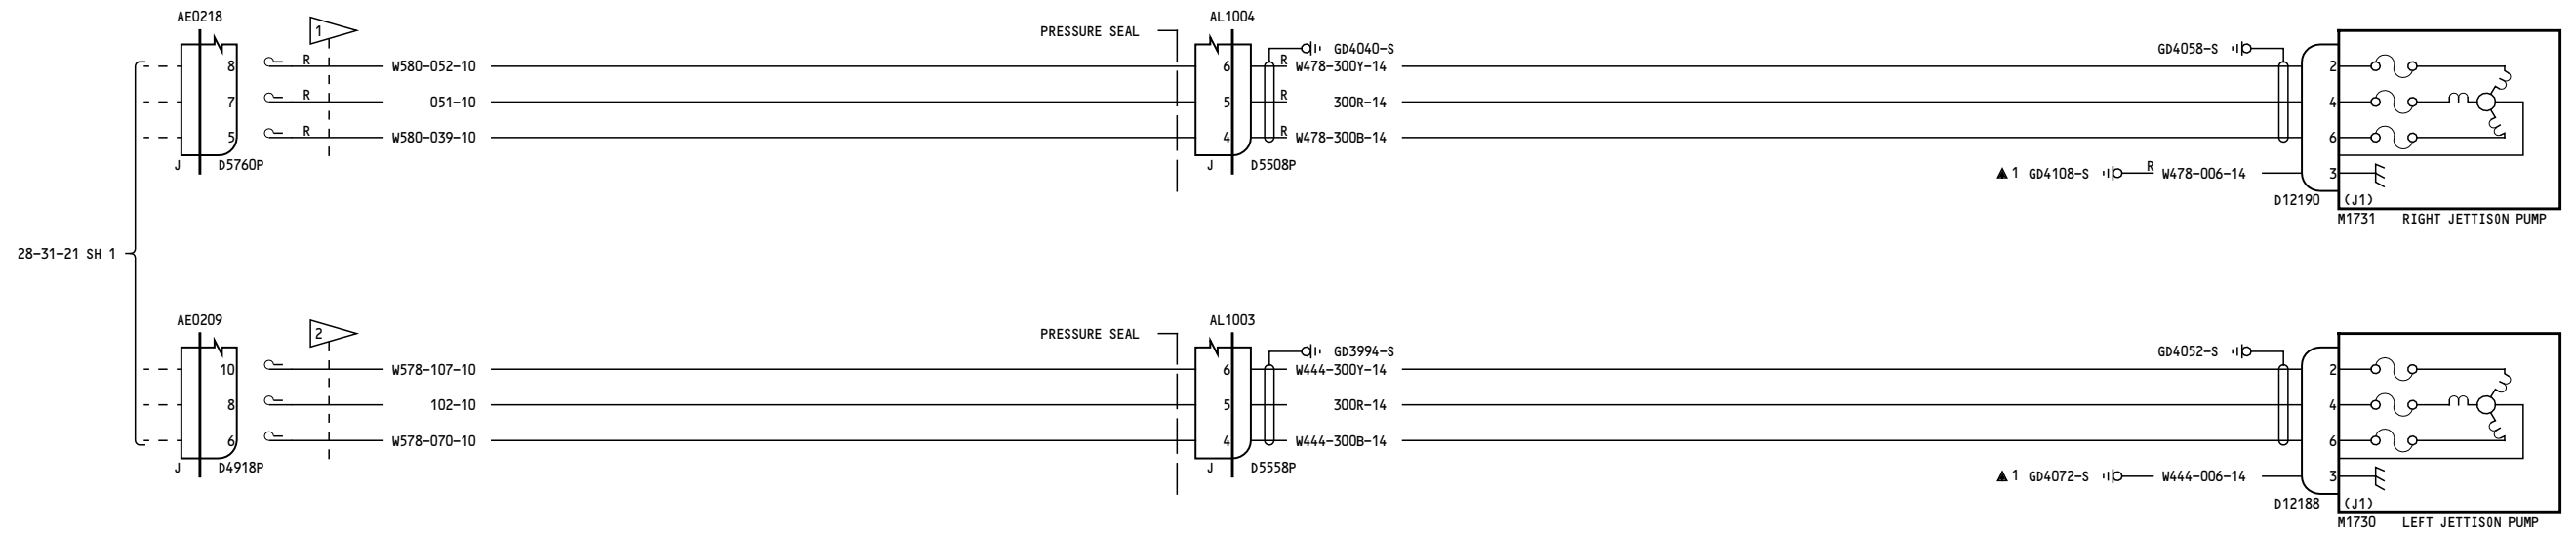 AE0218
1
PRESSURE SEAL
AL1004
GD4040-S
GD4058-S
8 R W580-052-10 6 R W478-300Y-14 2
7 R 051-10 5 R 300R-14 4
5 R W580-039-10 4 R W478-300B-14 6
J D5760P J D5508P
1 GD4108-S R W478-006-14 3
D12190 (J1)
M1731 RIGHT JETTISON PUMP
28-31-21 SH 1
AE0209
2
PRESSURE SEAL
AL1003
GD3994-S
GD4052-S
10 W578-107-10 6 W444-300Y-14 2
8 102-10 5 300R-14 4
6 W578-070-10 4 W444-300B-14 6
J D4918P J D5558P
1 GD4072-S W444-006-14 3
D12188 (J1)
M1730 LEFT JETTISON PUMP